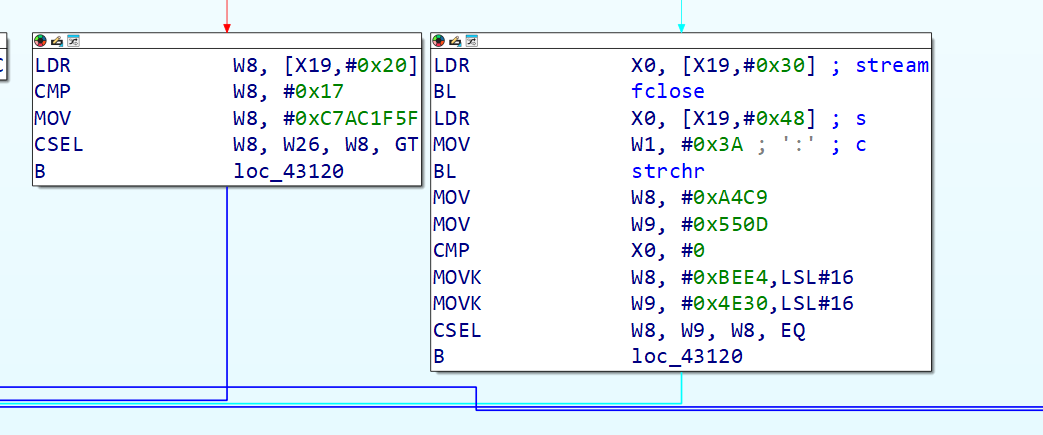 C
LDR W8, [X19,#0x20]
CMP W8, #0x17
MOV W8, #0xC7AC1F5F
CSEL W8, W26, W8, GT
B loc_43120
LDR X0, [X19,#0x30] ; stream
BL fclose
LDR X0, [X19,#0x48] ; s
MOV W1, #0x3A ; ':' ; c
BL strchr
MOV W8, #0xA4C9
MOV W9, #0x550D
CMP X0, #0
MOVK W8, #0xBEE4,LSL#16
MOVK W9, #0x4E30,LSL#16
CSEL W8, W9, W8, EQ
B loc_43120